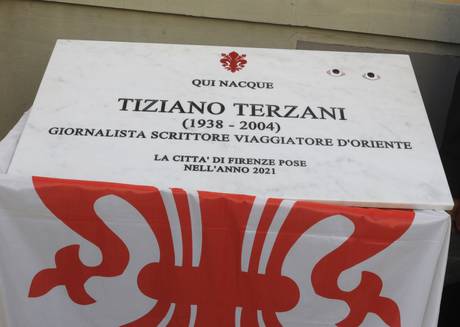 QUI NACQUE
TIZIANO TERZANI
(1938 - 2004)
GIORNALISTA SCRITTORE VIAGGIATORE D'ORIENTE
LA CITTA' DI FIRENZE POSE
NELL'ANNO 2021